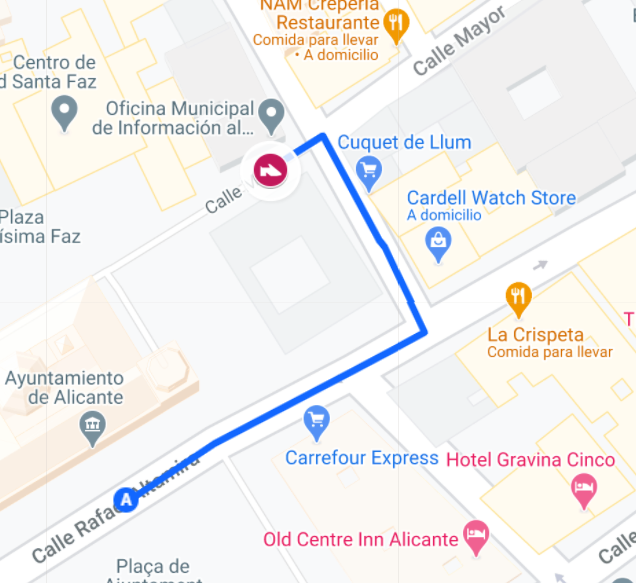 NAM Crepería
Restaurante
Comida para llevar
• A domicilio
Calle Mayor
Centro de
d Santa Faz
Oficina Municipal
de Información al...
Cuquet de Llum
Calle
Cardell Watch Store
A domicilio
Plaza
ísima Faz
La Crispeta
Comida para llevar
T
Ayuntamiento
de Alicante
Carrefour Express
Hotel Gravina Cinco
A
Calle Rafael Altamira
Old Centre Inn Alicante
Calle
Plaça de
Ajuntament